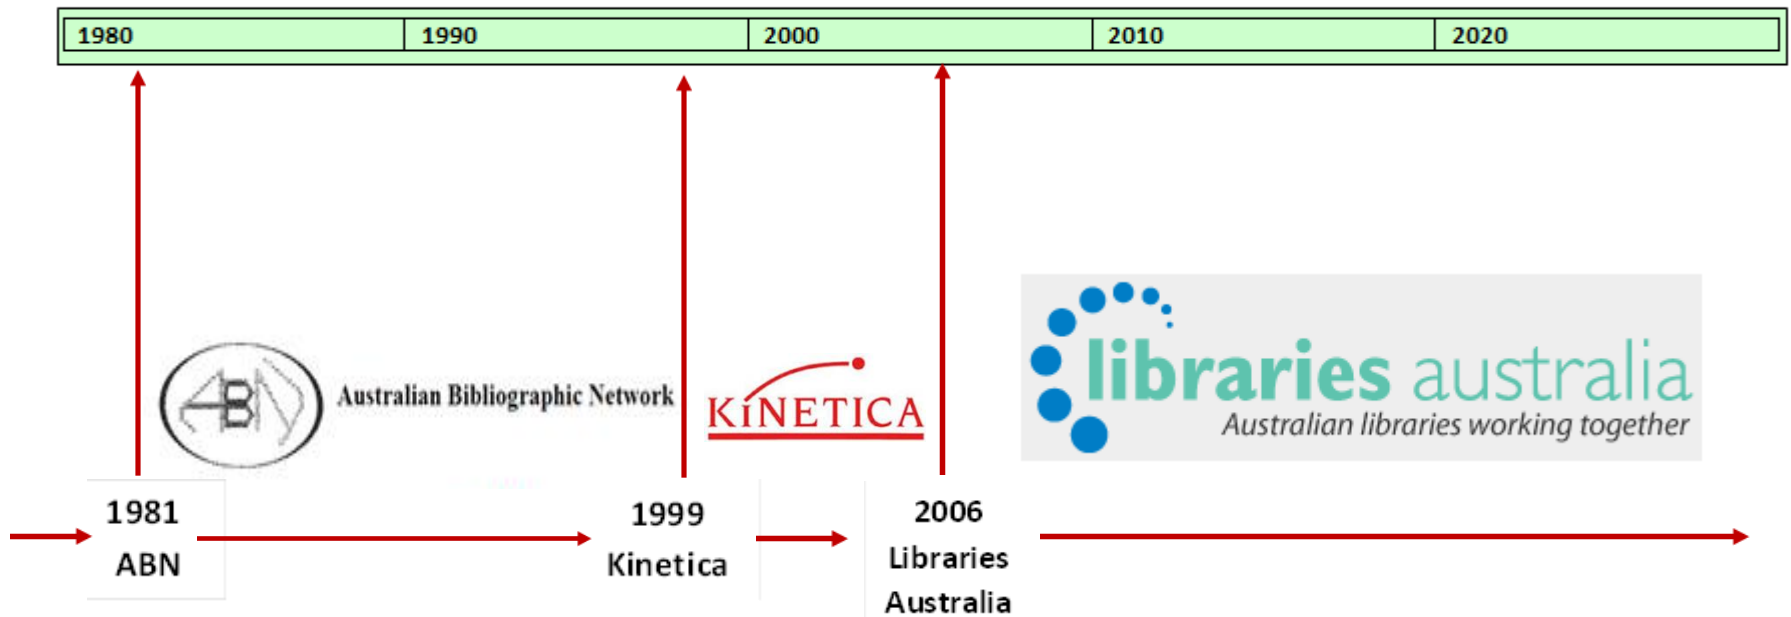 1980 1990 2000 2010 2020
ABN
Australian Bibliographic Network
KíNETICA
libraries australia
Australian libraries working together
1981
ABN
1999
Kinetica
2006
Libraries
Australia